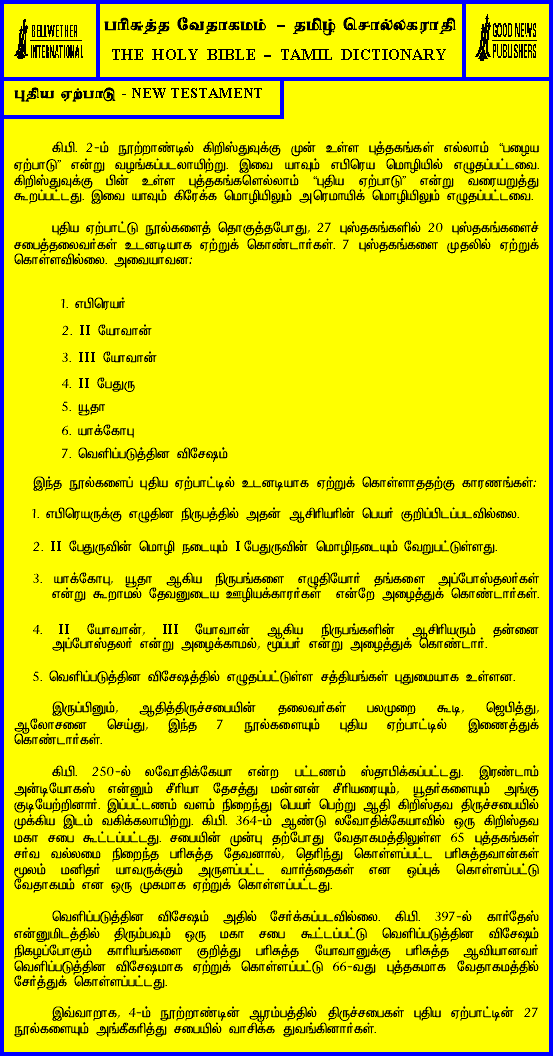 BELLWETHER
INTERNATIONAL
பரிசுத்த வேதாகமம் – தமிழ் சொல்லகராதி
THE HOLY BIBLE – TAMIL DICTIONARY
GOOD NEWS
PUBLISHERS
புதிய ஏற்பாடு - NEW TESTAMENT
கி.பி. 2-ம் நூற்றாண்டில் கிறிஸ்துவுக்கு முன் உள்ள புத்தகங்கள் எல்லாம் “பழைய
ஏற்பாடு” என்று வழங்கப்படலாயிற்று. இவை யாவும் எபிரெய மொழியில் எழுதப்பட்டவை.
கிறிஸ்துவுக்கு பின் உள்ள புத்தகங்களெல்லாம் “புதிய ஏற்பாடு” என்று வரையறுத்து
கூறப்பட்டது. இவை யாவும் கிரேக்க மொழியிலும் அரெமாயிக் மொழியிலும் எழுதப்பட்டவை.
புதிய ஏற்பாட்டு நூல்களைத் தொகுத்தபோது, 27 புஸ்தகங்களில் 20 புஸ்தகங்களைச்
சபைத்தலைவர்கள் உடனடியாக ஏற்றுக் கொண்டார்கள். 7 புஸ்தகங்களை முதலில் ஏற்றுக்
கொள்ளவில்லை. அவையாவன:
1. எபிரெயர்
2. II யோவான்
3. III யோவான்
4. II பேதுரு
5. யூதா
6. யாக்கோபு
7. வெளிப்படுத்தின விசேஷம்
இந்த நூல்களைப் புதிய ஏற்பாட்டில் உடனடியாக ஏற்றுக் கொள்ளாததற்கு காரணங்கள்:
1. எபிரெயருக்கு எழுதின நிருபத்தில் அதன் ஆசிரியரின் பெயர் குறிப்பிடப்படவில்லை.
2. II பேதுருவின் மொழி நடையும் I பேதுருவின் மொழிநடையும் வேறுபட்டுள்ளது.
3. யாக்கோபு, யூதா ஆகிய நிருபங்களை எழுதியோர் தங்களை அப்போஸ்தலர்கள்
என்று கூறாமல் தேவனுடைய ஊழியக்காரர்கள் என்றே அழைத்துக் கொண்டார்கள்.
4. II யோவான், III யோவான் ஆகிய நிருபங்களின் ஆசிரியரும் தன்னை
அப்போஸ்தலர் என்று அழைக்காமல், மூப்பர் என்று அழைத்துக் கொண்டார்.
5. வெளிப்படுத்தின விசேஷத்தில் எழுதப்பட்டுள்ள சத்தியங்கள் புதுமையாக உள்ளன.
இருப்பினும், ஆதித்திருச்சபையின் தலைவர்கள் பலமுறை கூடி, ஜெபித்து,
ஆலோசனை செய்து, இந்த 7 நூல்களையும் புதிய ஏற்பாட்டில் இணைத்துக்
கொண்டார்கள்.
கி.பி. 250-ல் லவோதிக்கேயா என்ற பட்டணம் ஸ்தாபிக்கப்பட்டது. இரண்டாம்
அன்டியோகஸ் என்னும் சீரியா தேசத்து மன்னன் சீரியரையும், யூதர்களையும் அங்கு
குடியேற்றினார். இப்பட்டணம் வளம் நிறைந்து பெயர் பெற்று ஆதி கிறிஸ்தவ திருச்சபையில்
முக்கிய இடம் வகிக்கலாயிற்று. கி.பி. 364-ம் ஆண்டு லவோதிக்கேயாவில் ஒரு கிறிஸ்தவ
மகா சபை கூட்டப்பட்டது. சபையின் முன்பு தற்போது வேதாகமத்திலுள்ள 65 புத்தகங்கள்
சர்வ வல்லமை நிறைந்த பரிசுத்த தேவனால், தெரிந்து கொள்ளப்பட்ட பரிசுத்தவான்கள்
மூலம் மனிதர் யாவருக்கும் அருளப்பட்ட வார்த்தைகள் என ஒப்புக் கொள்ளப்பட்டு
வேதாகமம் என ஒரு முகமாக ஏற்றுக் கொள்ளப்பட்டது.
வெளிப்படுத்தின விசேஷம் அதில் சேர்க்கப்படவில்லை. கி.பி. 397-ல் கார்தேஸ்
என்னுமிடத்தில் திரும்பவும் ஒரு மகா சபை கூட்டப்பட்டு வெளிப்படுத்தின விசேஷம்
நிகழப்போகும் காரியங்களை குறித்து பரிசுத்த யோவானுக்கு பரிசுத்த ஆவியானவர்
வெளிப்படுத்தின விசேஷமாக ஏற்றுக் கொள்ளப்பட்டு 66-வது புத்தகமாக வேதாகமத்தில்
சேர்த்துக் கொள்ளப்பட்டது.
இவ்வாறாக, 4-ம் நூற்றாண்டின் ஆரம்பத்தில் திருச்சபைகள் புதிய ஏற்பாட்டின் 27
நூல்களையும் அங்கீகரித்து சபையில் வாசிக்க துவங்கினார்கள்.